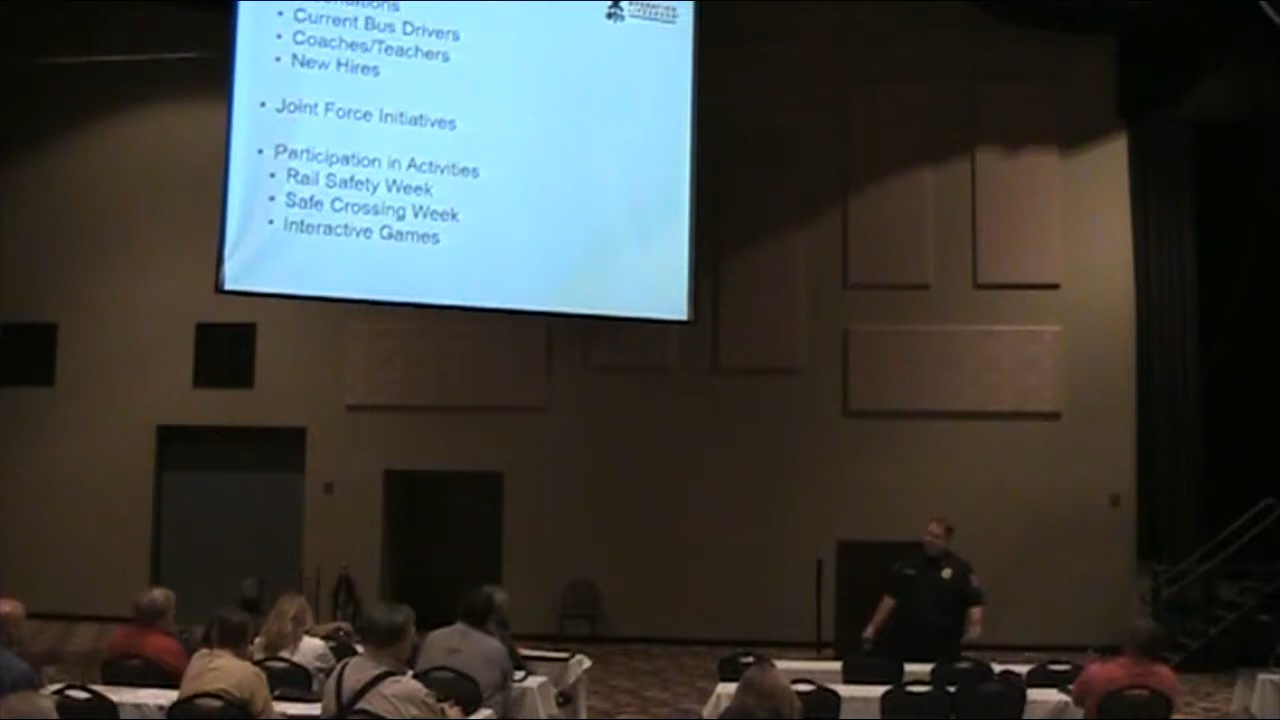 • Current Bus Drivers
• Coaches/Teachers
• New Hires
• Joint Force Initiatives
• Participation in Activities
• Rail Safety Week
• Safe Crossing Week
• Interactive Games